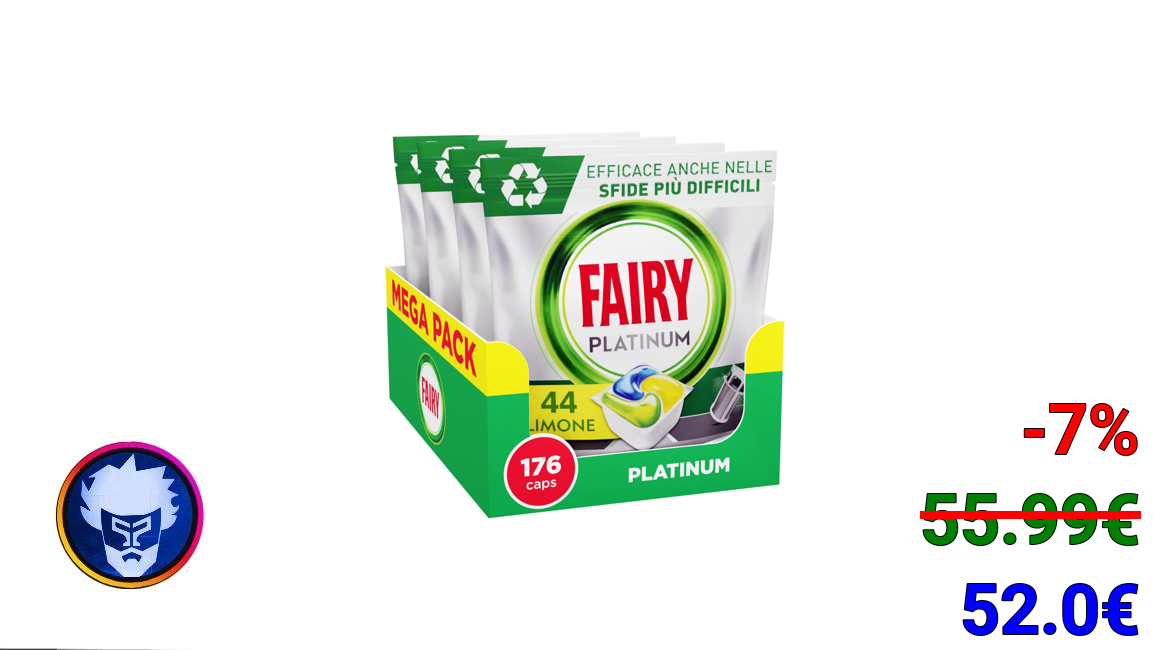 EFFICACE ANCHE NELLE
SFIDE PIÙ DIFFICILI
FAIRY
PLATINUM
MEGA PACK
FAIRY
44
LIMONE
176
caps
PLATINUM
-7%
55.99€
52.0€